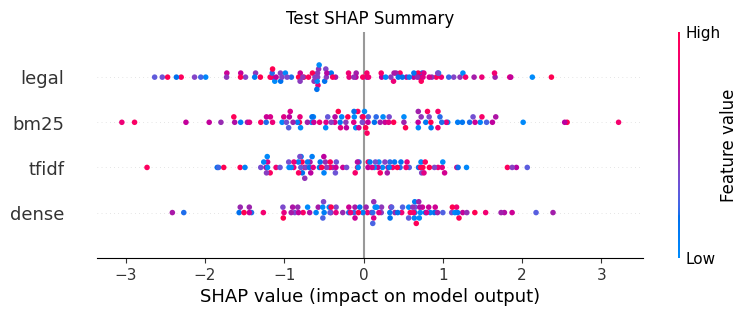 Test SHAP Summary
High
legal
bm25
tfidf
dense
Feature value
Low
−3 −2 −1 0 1 2 3
SHAP value (impact on model output)